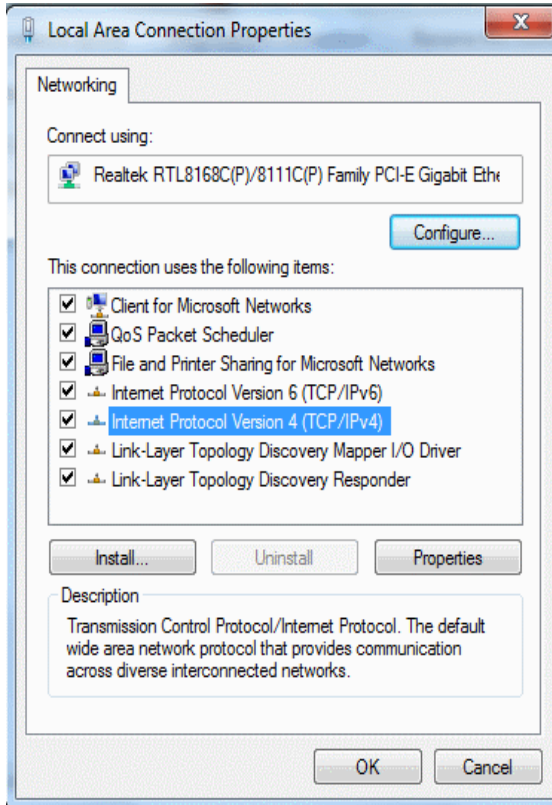 Local Area Connection Properties
Networking
Connect using:
Realtek RTL8168C(P)/8111C(P) Family PCI-E Gigabit Ethe
Configure...
This connection uses the following items:
Client for Microsoft Networks
QoS Packet Scheduler
File and Printer Sharing for Microsoft Networks
Internet Protocol Version 6 (TCP/IPv6)
Internet Protocol Version 4 (TCP/IPv4)
Link-Layer Topology Discovery Mapper I/O Driver
Link-Layer Topology Discovery Responder
Install... Uninstall Properties
Description
Transmission Control Protocol/Internet Protocol. The default
wide area network protocol that provides communication
across diverse interconnected networks.
OK Cancel